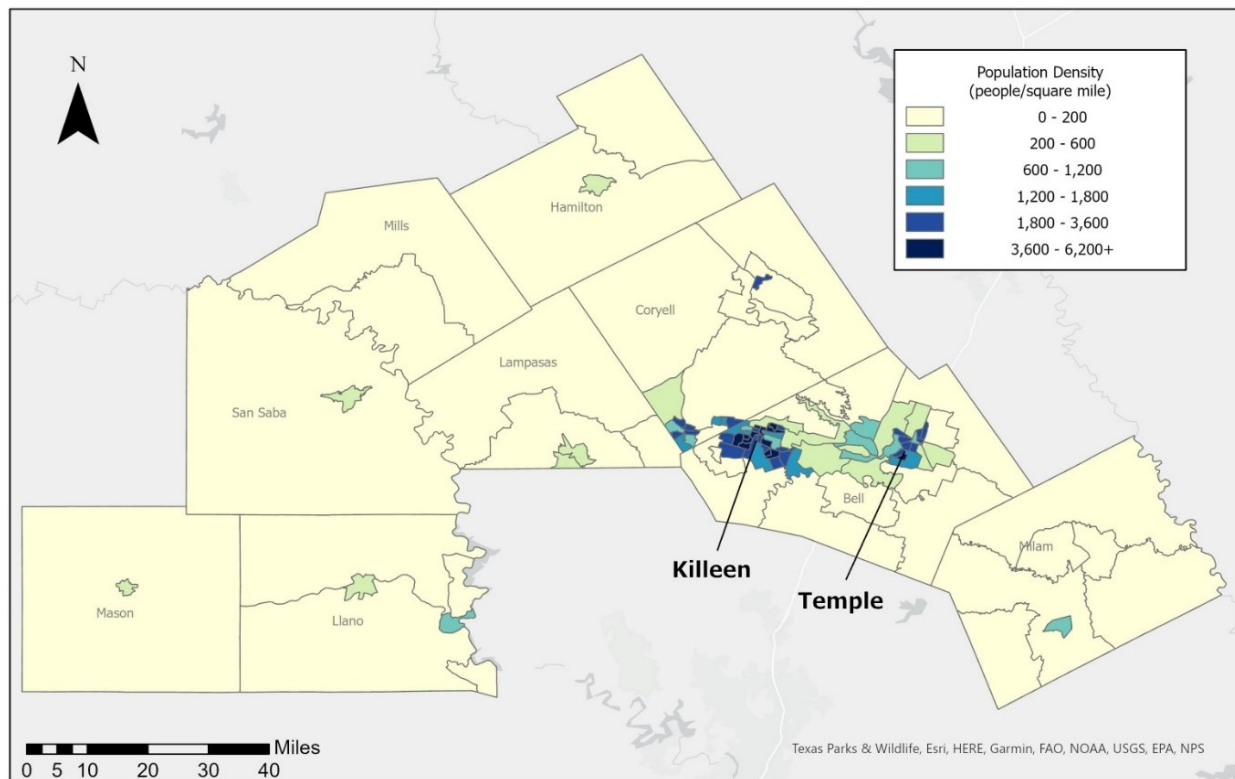 N
Population Density
(people/square mile)
0 - 200
200 - 600
600 - 1,200
1,200 - 1,800
1,800 - 3,600
3,600 - 6,200+
Hamilton
Mills
Coryell
Lampasas
San Saba
Bell
Milam
Killeen
Temple
Mason
Llano
Miles
0 5 10 20 30 40
Texas Parks & Wildlife, Esri, HERE, Garmin, FAO, NOAA, USGS, EPA, NPS